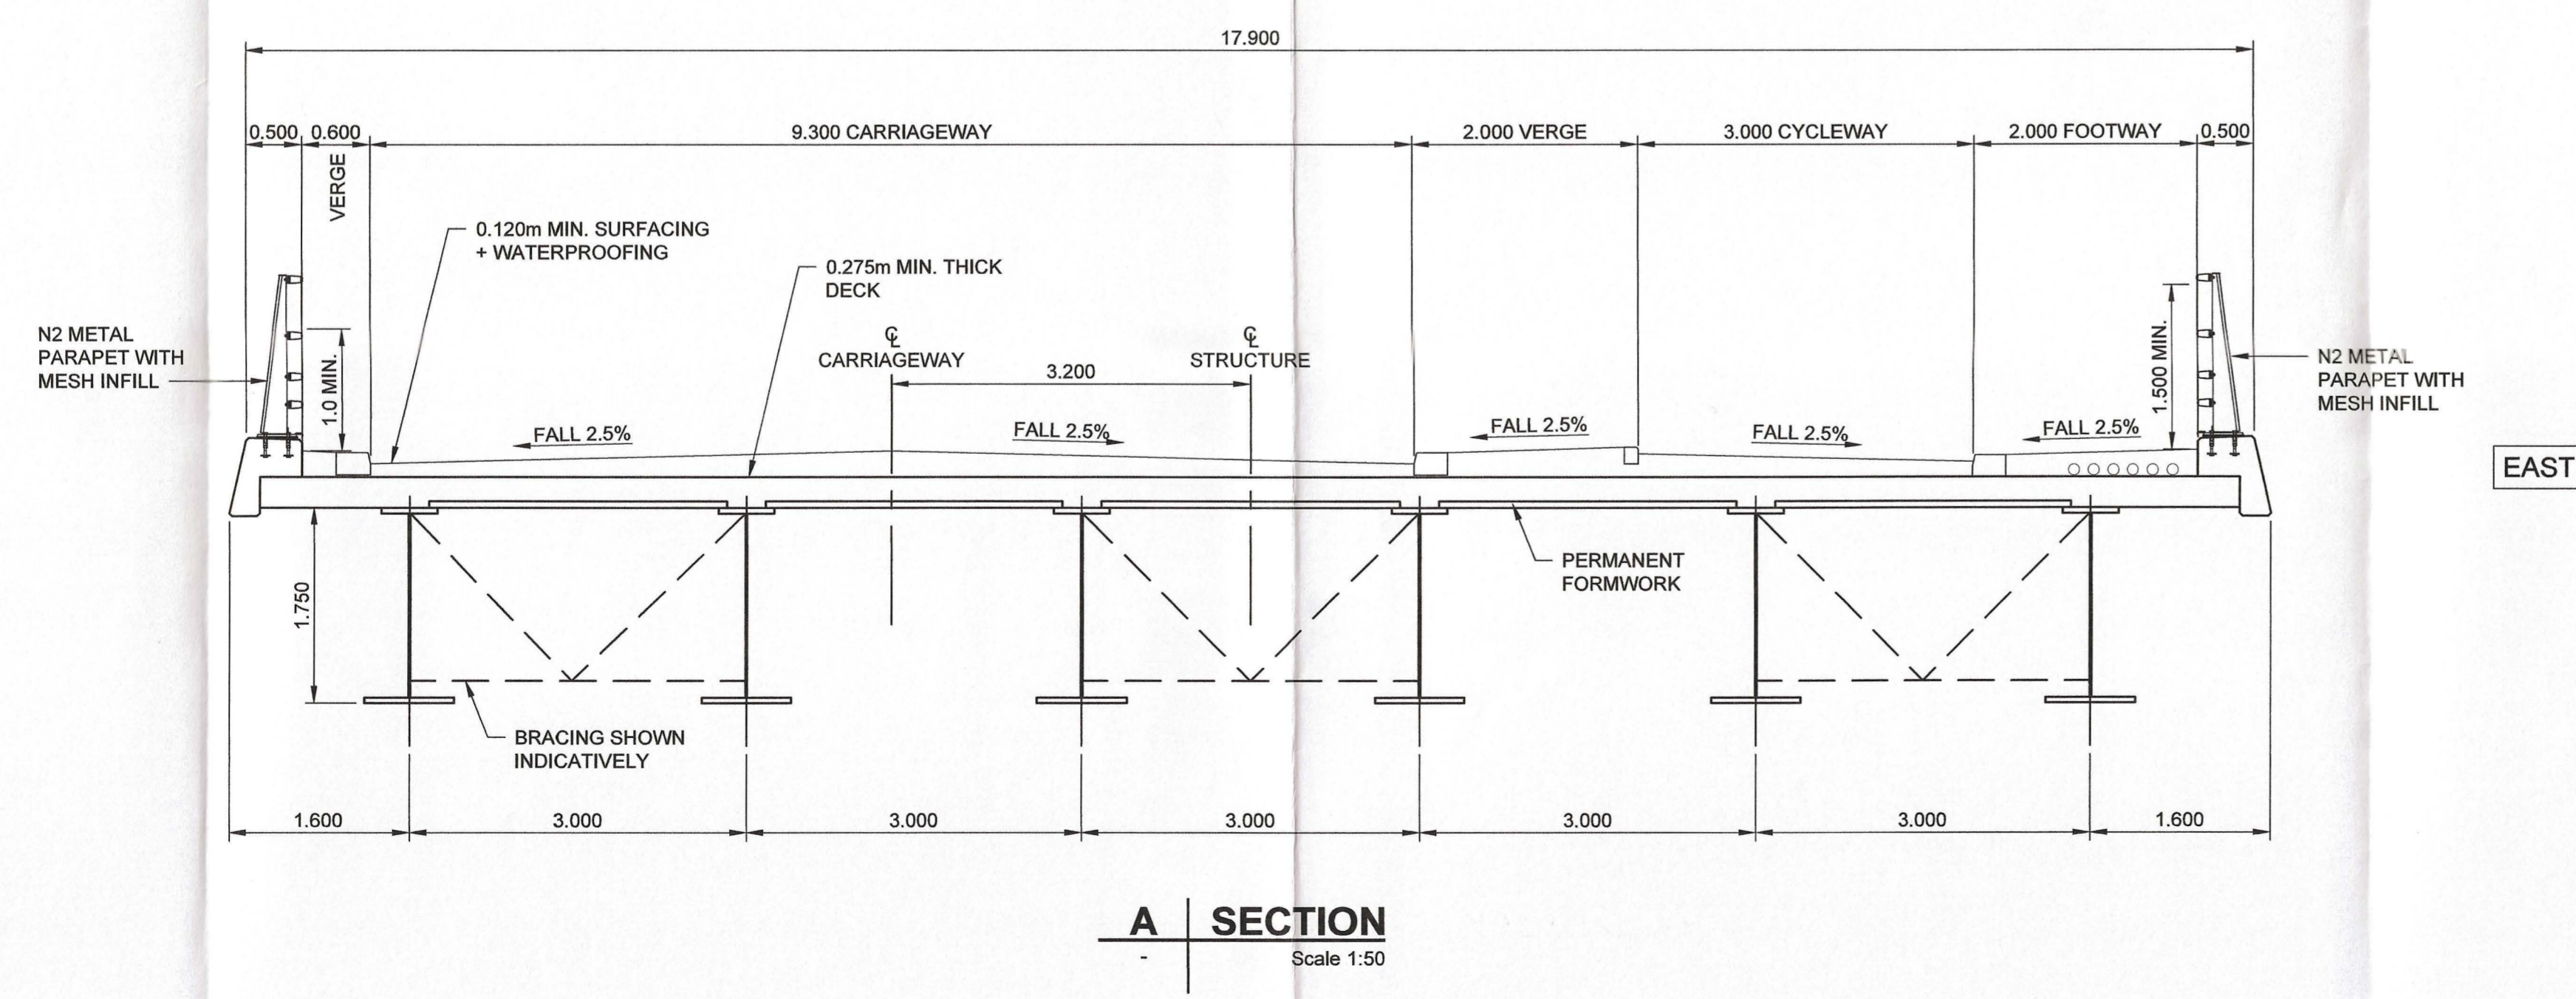 17.900
0.500
0.600
9.300 CARRIAGEWAY
2.000 VERGE
3.000 CYCLEWAY
2.000 FOOTWAY
0.500
VERGE
0.120m MIN. SURFACING
+ WATERPROOFING
0.275m MIN. THICK
DECK
N2 METAL
PARAPET WITH
MESH INFILL
1.0 MIN.
℄
CARRIAGEWAY
℄
STRUCTURE
3.200
1.500 MIN.
N2 METAL
PARAPET WITH
MESH INFILL
FALL 2.5%
FALL 2.5%
FALL 2.5%
FALL 2.5%
FALL 2.5%
EAST
1.750
PERMANENT
FORMWORK
BRACING SHOWN
INDICATIVELY
1.600
3.000
3.000
3.000
3.000
3.000
1.600
A
SECTION
-
Scale 1:50